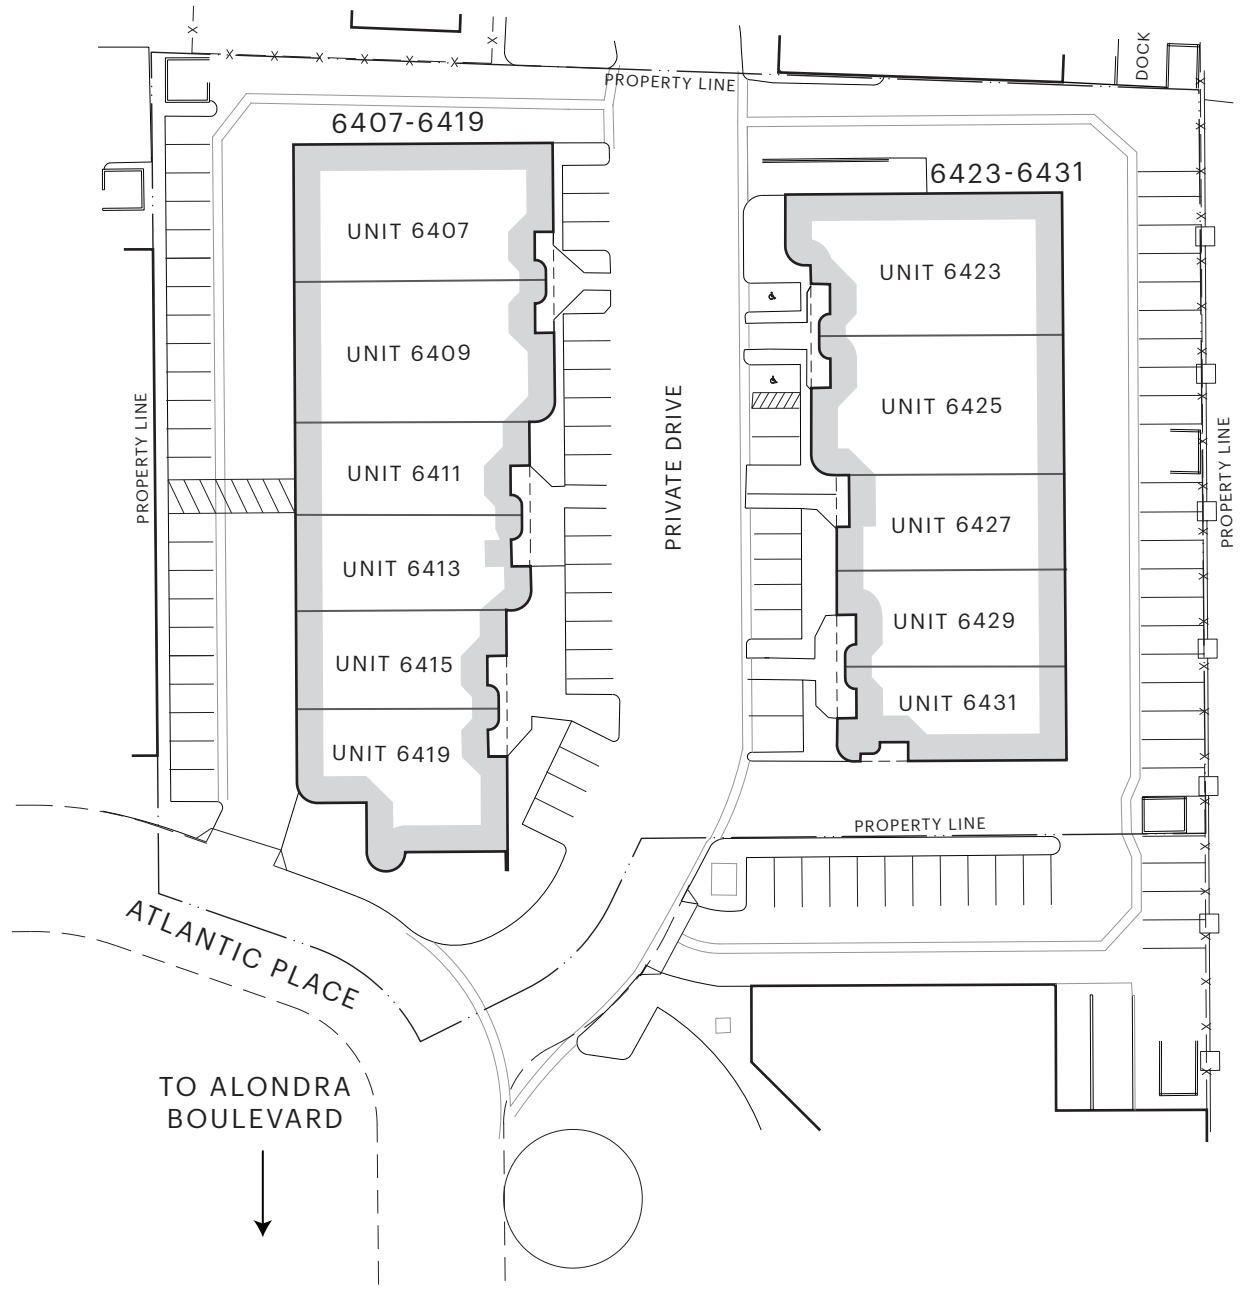 DOCK
PROPERTY LINE
6407-6419
6423-6431
UNIT 6407
UNIT 6409
UNIT 6411
UNIT 6413
UNIT 6415
UNIT 6419
PROPERTY LINE
PRIVATE DRIVE
UNIT 6423
UNIT 6425
UNIT 6427
UNIT 6429
UNIT 6431
PROPERTY LINE
PROPERTY LINE
ATLANTIC PLACE
TO ALONDRA
BOULEVARD